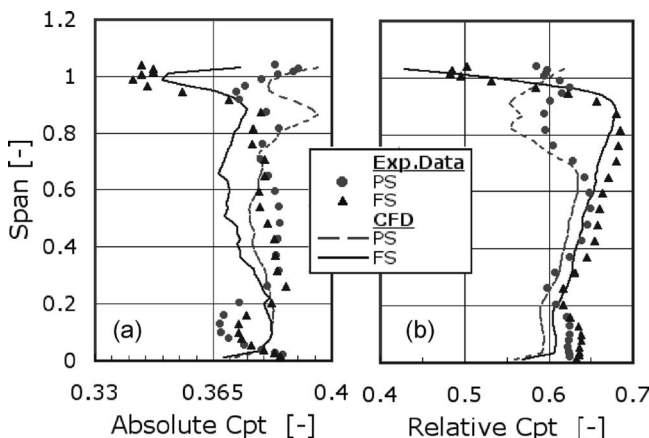 1.2
1
0.8
0.6
0.4
0.2
0
Span [-]
(a)
0.33
0.365
0.4
Absolute Cpt [-]
Exp.Data
PS
FS
CFD
PS
FS
(b)
0.4
0.5
0.6
0.7
Relative Cpt [-]